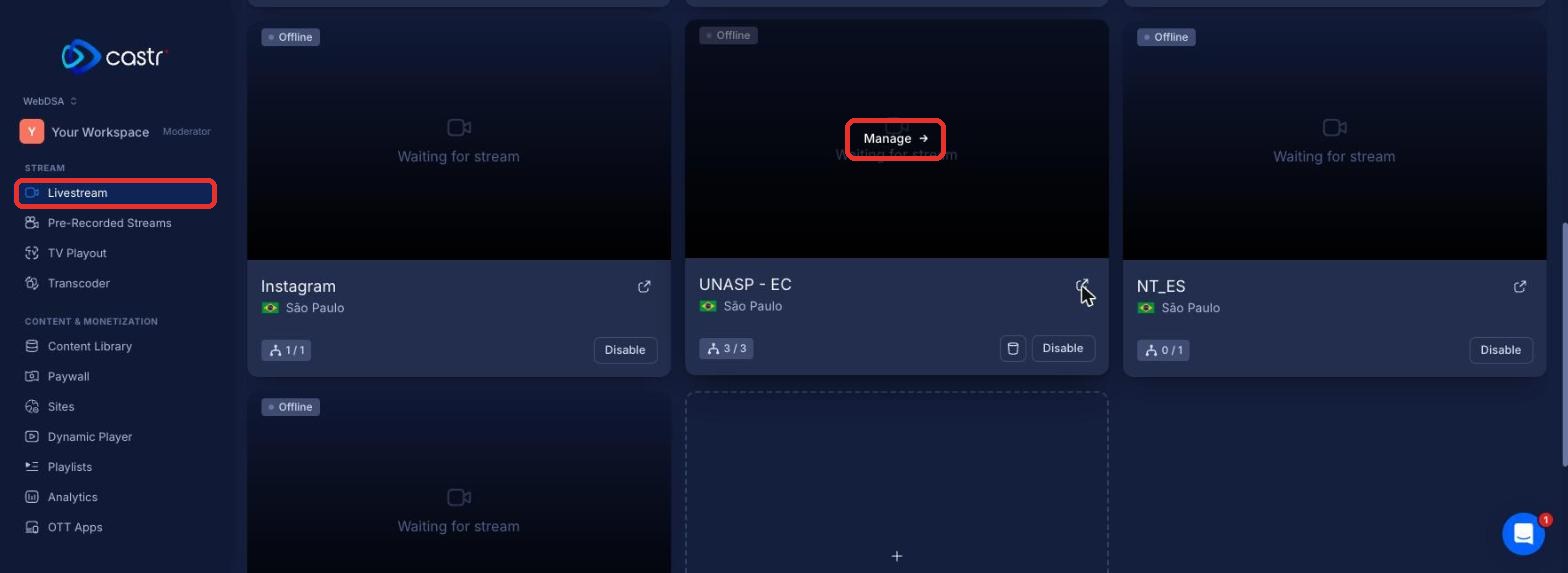 castr
WebDSA
Y Your Workspace Moderator
STREAM
Livestream
Pre-Recorded Streams
TV Playout
Transcoder
CONTENT & MONETIZATION
Content Library
Paywall
Sites
Dynamic Player
Playlists
Analytics
OTT Apps
Offline
Waiting for stream
Instagram
São Paulo
1 / 1
Disable
Offline
Manage →
Waiting for stream
UNASP - EC
São Paulo
3 / 3
Disable
Offline
Waiting for stream
NT_ES
São Paulo
0 / 1
Disable
Offline
Waiting for stream
+
1